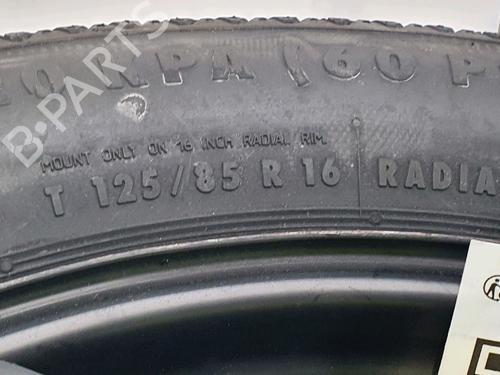 KPA (60 P
B-PARTS
MOUNT ONLY ON 16 INCH RADIAL RIM.
T 125/85 R 16 RADIA